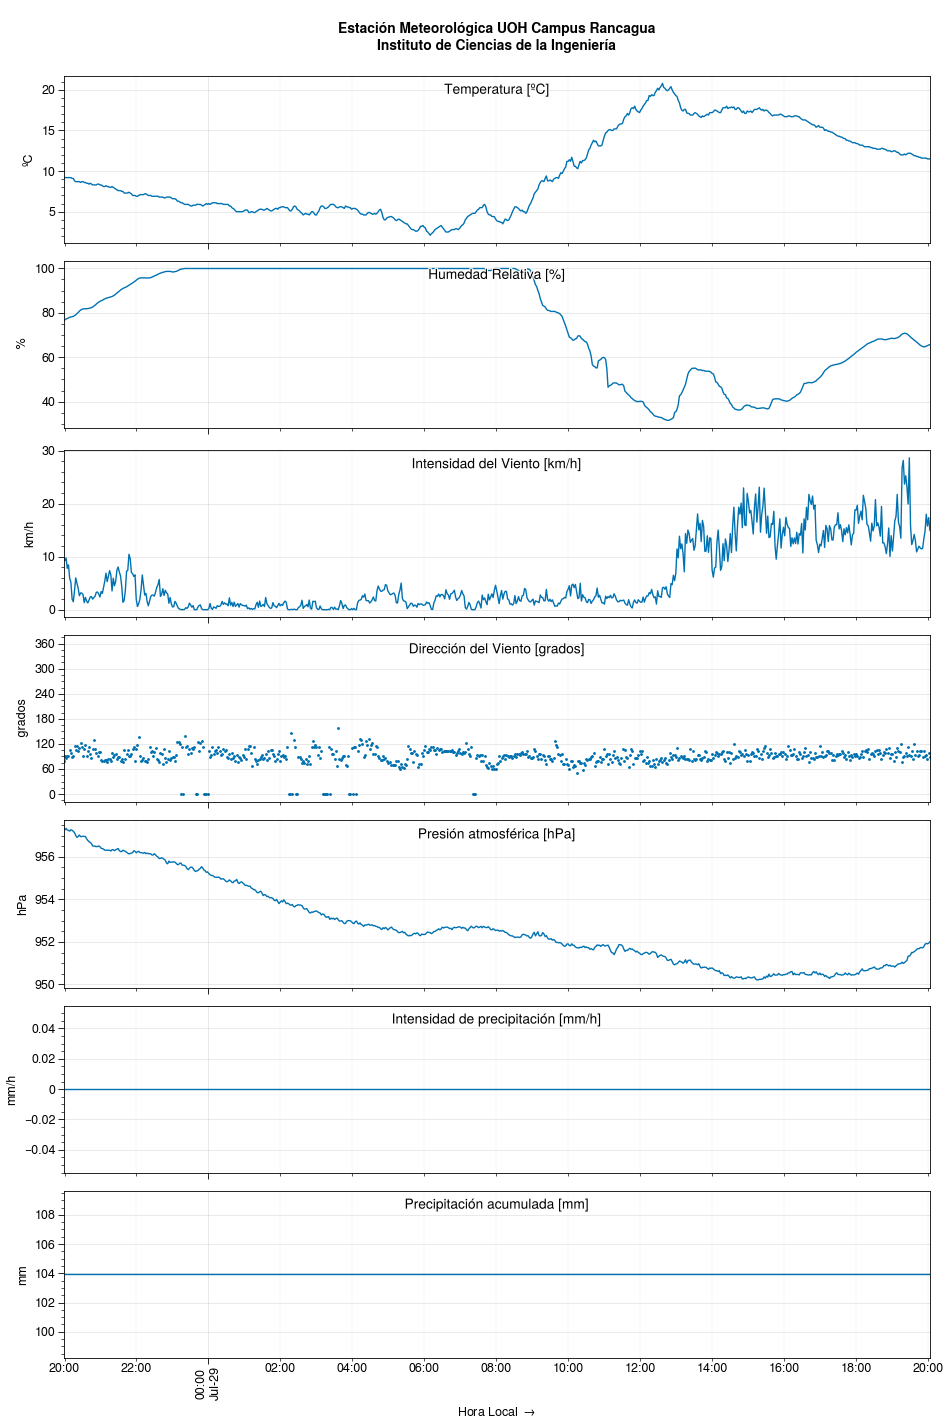 Estación Meteorológica UOH Campus Rancagua
Instituto de Ciencias de la Ingeniería
Temperatura [ºC]
20
15
10
5
ºC
Humedad Relativa [%]
100
80
60
40
%
Intensidad del Viento [km/h]
30
20
10
0
km/h
Dirección del Viento [grados]
360
300
240
180
120
60
0
grados
Presión atmosférica [hPa]
956
954
952
950
hPa
Intensidad de precipitación [mm/h]
0.04
0.02
0
−0.02
−0.04
mm/h
Precipitación acumulada [mm]
108
106
104
102
100
mm
20:00 22:00 00:00 02:00 04:00 06:00 08:00 10:00 12:00 14:00 16:00 18:00 20:00
Jul-29
Hora Local →